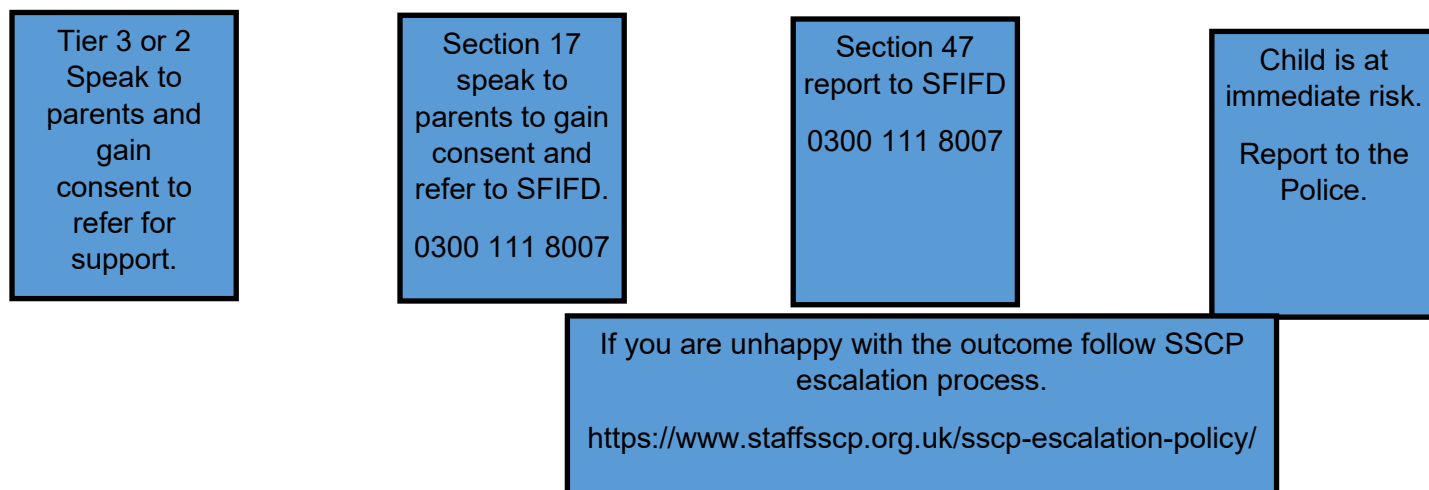 Tier 3 or 2
Speak to
parents and
gain
consent to
refer for
support.
Section 17
speak to
parents to gain
consent and
refer to SFIFD.
0300 111 8007
Section 47
report to SFIFD
0300 111 8007
Child is at
immediate risk.
Report to the
Police.
If you are unhappy with the outcome follow SSCP
escalation process.
https://www.staffsscp.org.uk/sscp-escalation-policy/